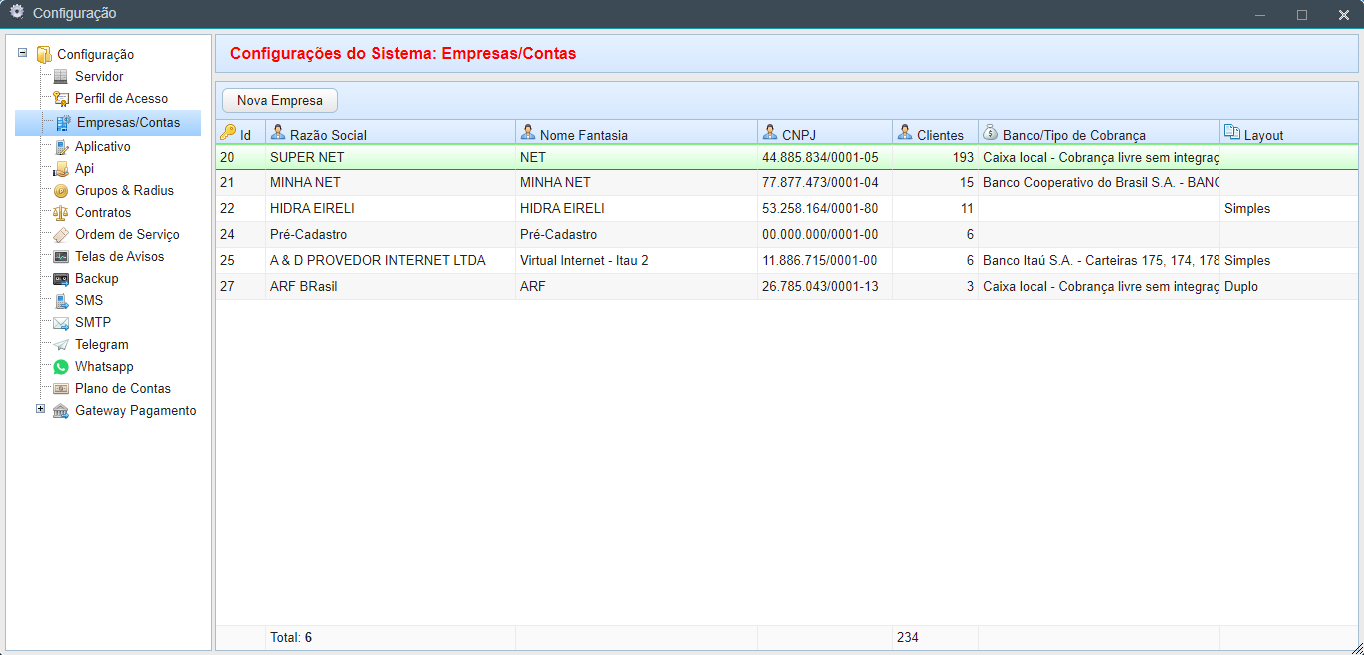 Configuração
Configuração
Servidor
Perfil de Acesso
Empresas/Contas
Aplicativo
Api
Grupos & Radius
Contratos
Ordem de Serviço
Telas de Avisos
Backup
SMS
SMTP
Telegram
Whatsapp
Plano de Contas
Gateway Pagamento
Configurações do Sistema: Empresas/Contas
Nova Empresa
Id Razão Social Nome Fantasia CNPJ Clientes Banco/Tipo de Cobrança Layout
20 SUPER NET NET 44.885.834/0001-05 193 Caixa local - Cobrança livre sem integraç
21 MINHA NET MINHA NET 77.877.473/0001-04 15 Banco Cooperativo do Brasil S.A. - BANC
22 HIDRA EIRELI HIDRA EIRELI 53.258.164/0001-80 11 Simples
24 Pré-Cadastro Pré-Cadastro 00.000.000/0001-00 6
25 A & D PROVEDOR INTERNET LTDA Virtual Internet - Itau 2 11.886.715/0001-00 6 Banco Itaú S.A. - Carteiras 175, 174, 178 Simples
27 ARF BRasil ARF 26.785.043/0001-13 3 Caixa local - Cobrança livre sem integraç Duplo
Total: 6 234